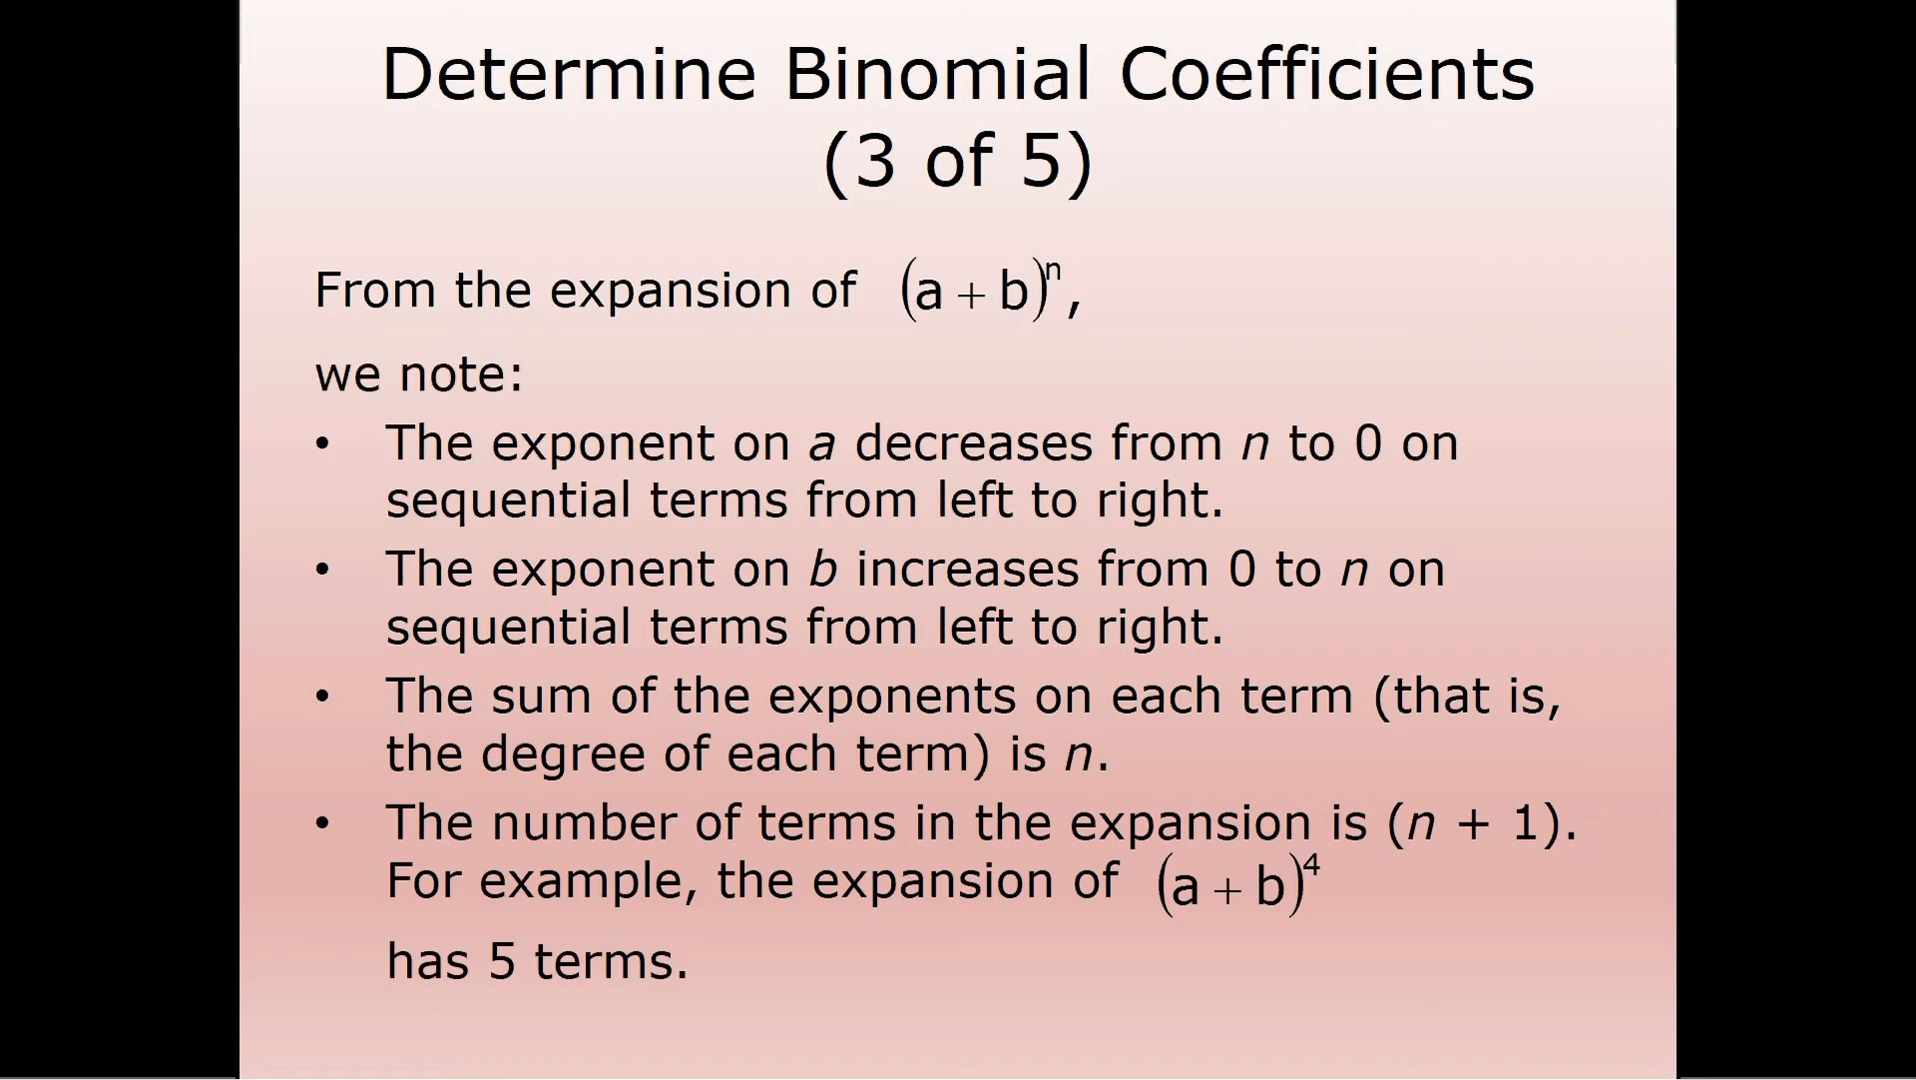 Determine Binomial Coefficients
(3 of 5)
From the expansion of (a + b)ⁿ,
we note:
• The exponent on a decreases from n to 0 on
sequential terms from left to right.
• The exponent on b increases from 0 to n on
sequential terms from left to right.
• The sum of the exponents on each term (that is,
the degree of each term) is n.
• The number of terms in the expansion is (n + 1).
For example, the expansion of (a + b)⁴
has 5 terms.